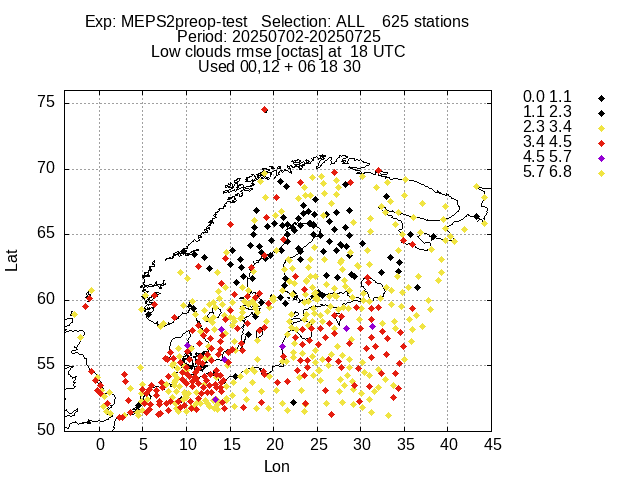 Exp: MEPS2preop-test Selection: ALL 625 stations
Period: 20250702-20250725
Low clouds rmse [octas] at 18 UTC
Used 00,12 + 06 18 30
0.0 1.1
1.1 2.3
2.3 3.4
3.4 4.5
4.5 5.7
5.7 6.8
75
70
65
60
55
50
Lat
0 5 10 15 20 25 30 35 40 45
Lon